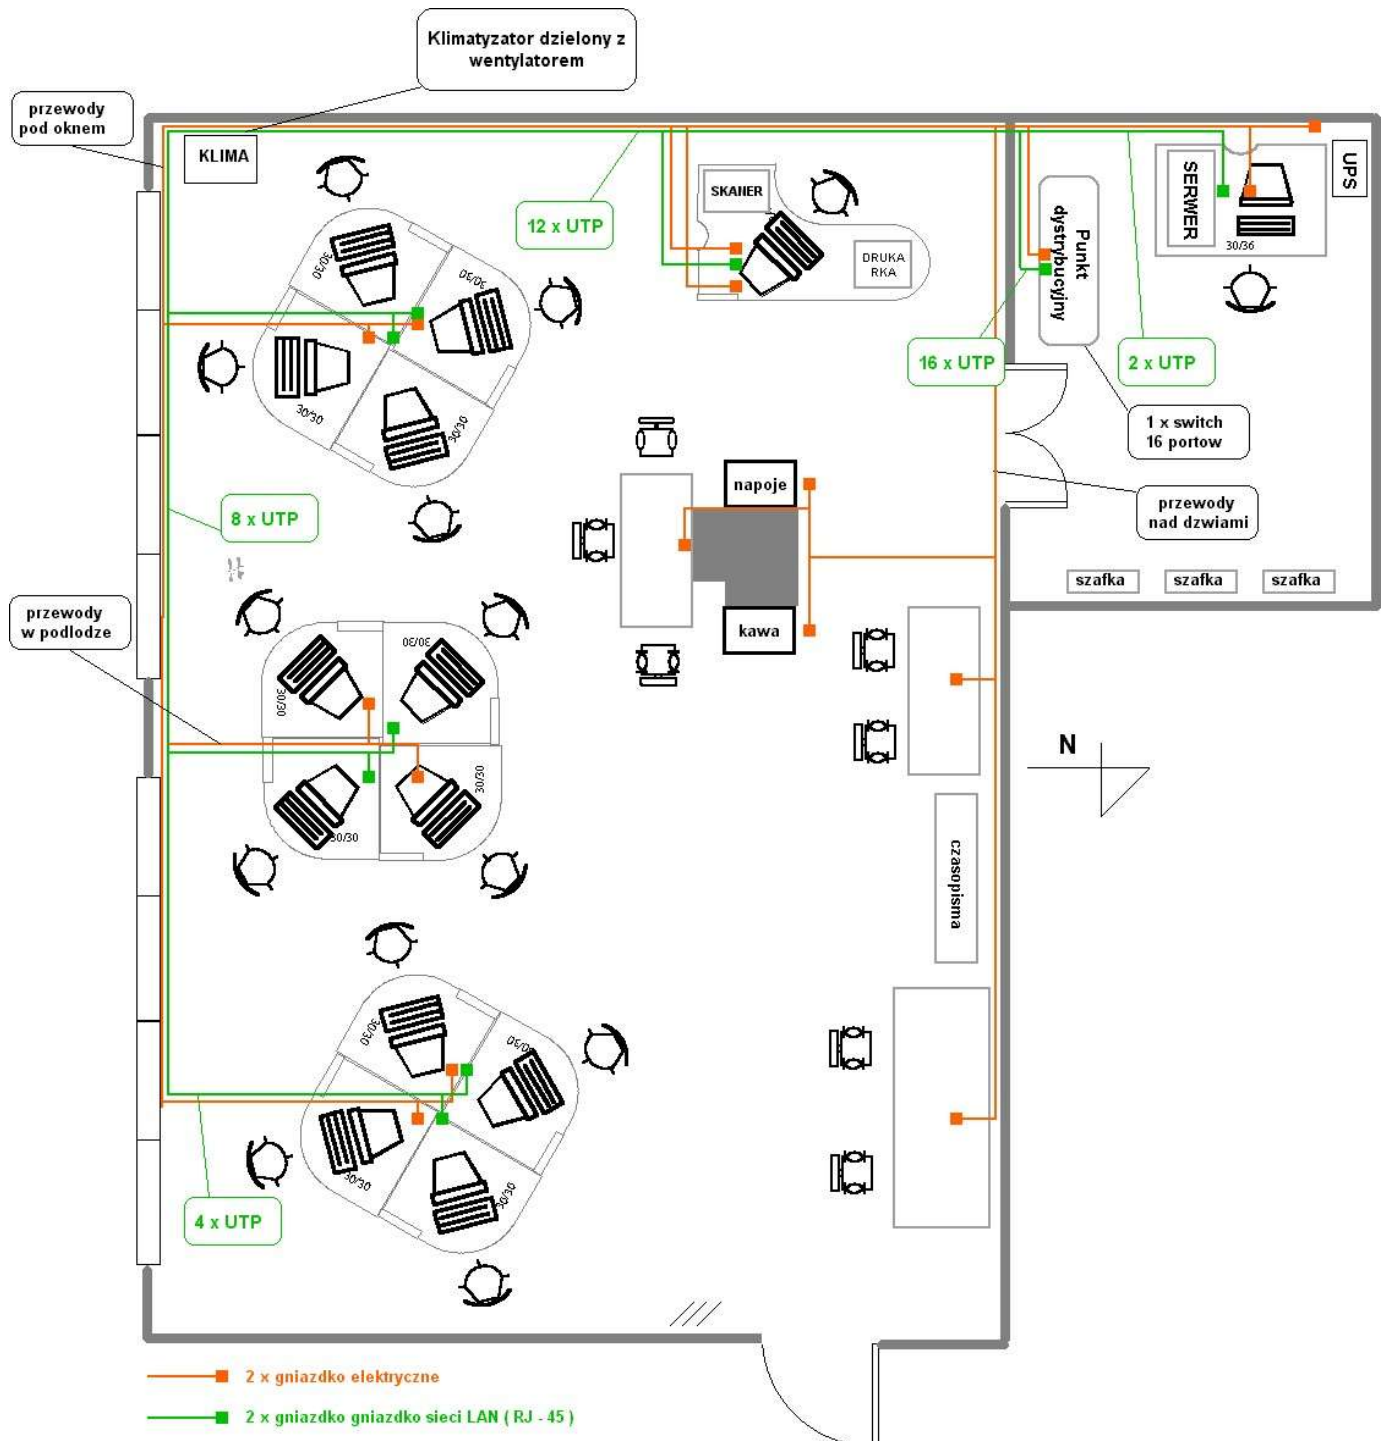 Klimatyzator dzielony z
wentylatorem
przewody
pod oknem
KLIMA
12 x UTP
SKANER
DRUKA
RKA
SERWER
UPS
30/36
Punkt
dystrybucyjny
16 x UTP
2 x UTP
1 x switch
16 portow
przewody
nad dzwiami
30/30
30/30
30/30
30/30
8 x UTP
napoje
kawa
szafka
szafka
szafka
przewody
w podlodze
30/30
30/30
30/30
30/30
N
czasopisma
30/30
30/30
30/30
30/30
4 x UTP
2 x gniazdko elektryczne
2 x gniazdko gniazdko sieci LAN ( RJ - 45 )